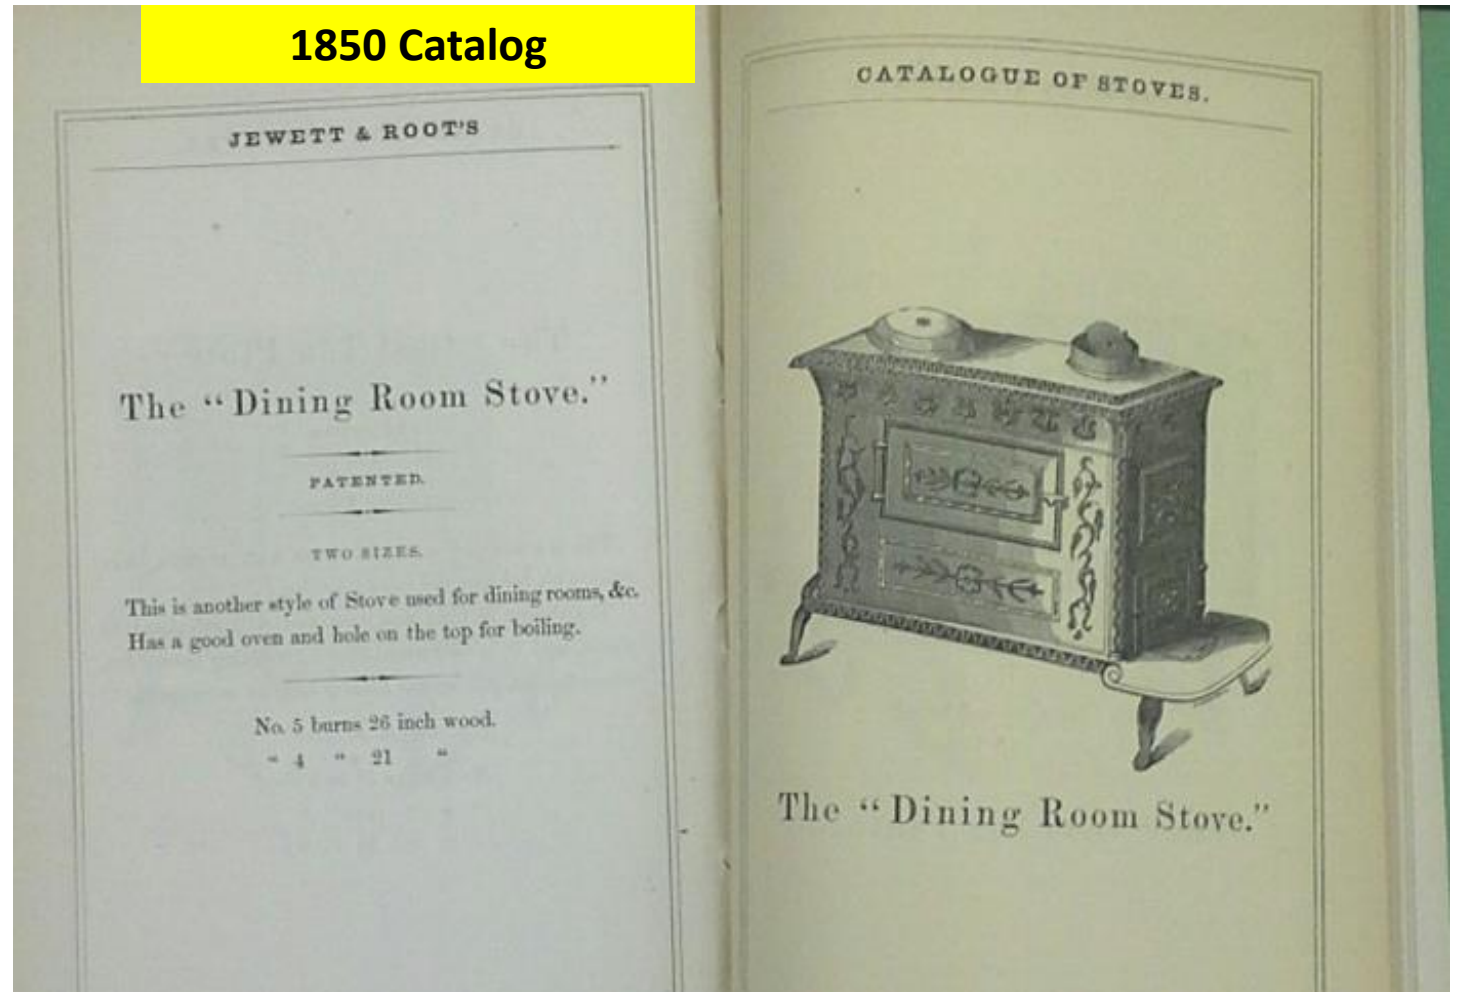 1850 Catalog
JEWETT & ROOT'S
The “Dining Room Stove.”
PATENTED.
TWO SIZES.
This is another style of Stove used for dining rooms, &c.
Has a good oven and hole on the top for boiling.
No. 5 burns 26 inch wood.
“ 4 “ 21 “
CATALOGUE OF STOVES.
The “Dining Room Stove.”